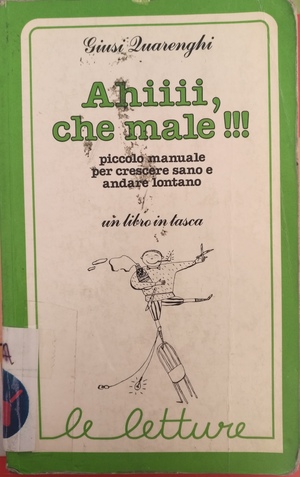 Giusi Quarenghi
Ahiiii,
che male!!!
piccolo manuale
per crescere sano e
andare lontano
un libro in tasca
le letture